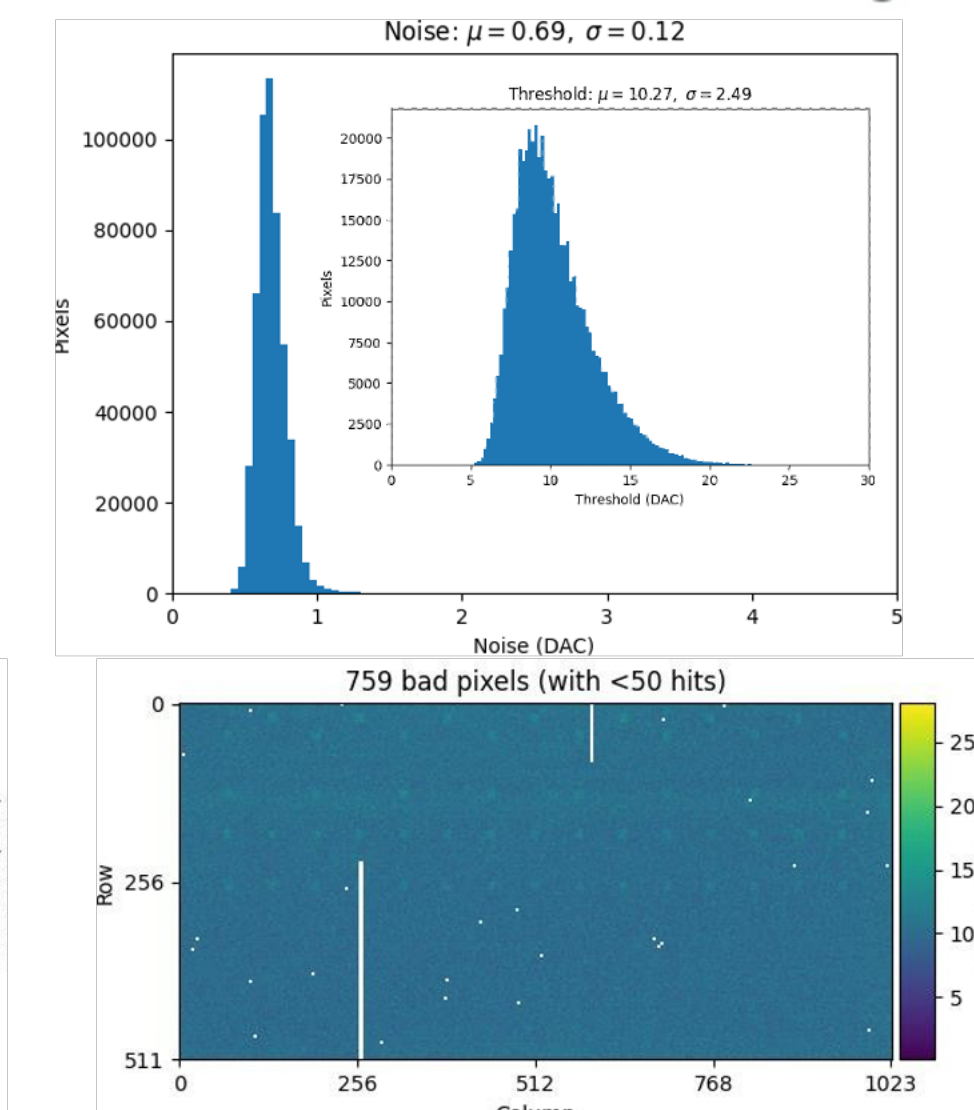 Noise: μ = 0.69, σ = 0.12
Threshold: μ = 10.27, σ = 2.49
Pixels
100000
80000
60000
40000
20000
0
Pixels
20000
17500
15000
12500
10000
7500
5000
2500
0
0 5 10 15 20 25 30
Threshold (DAC)
0 1 2 3 4 5
Noise (DAC)
759 bad pixels (with <50 hits)
Row
0
256
511
0 256 512 768 1023
Column
25
20
15
10
5